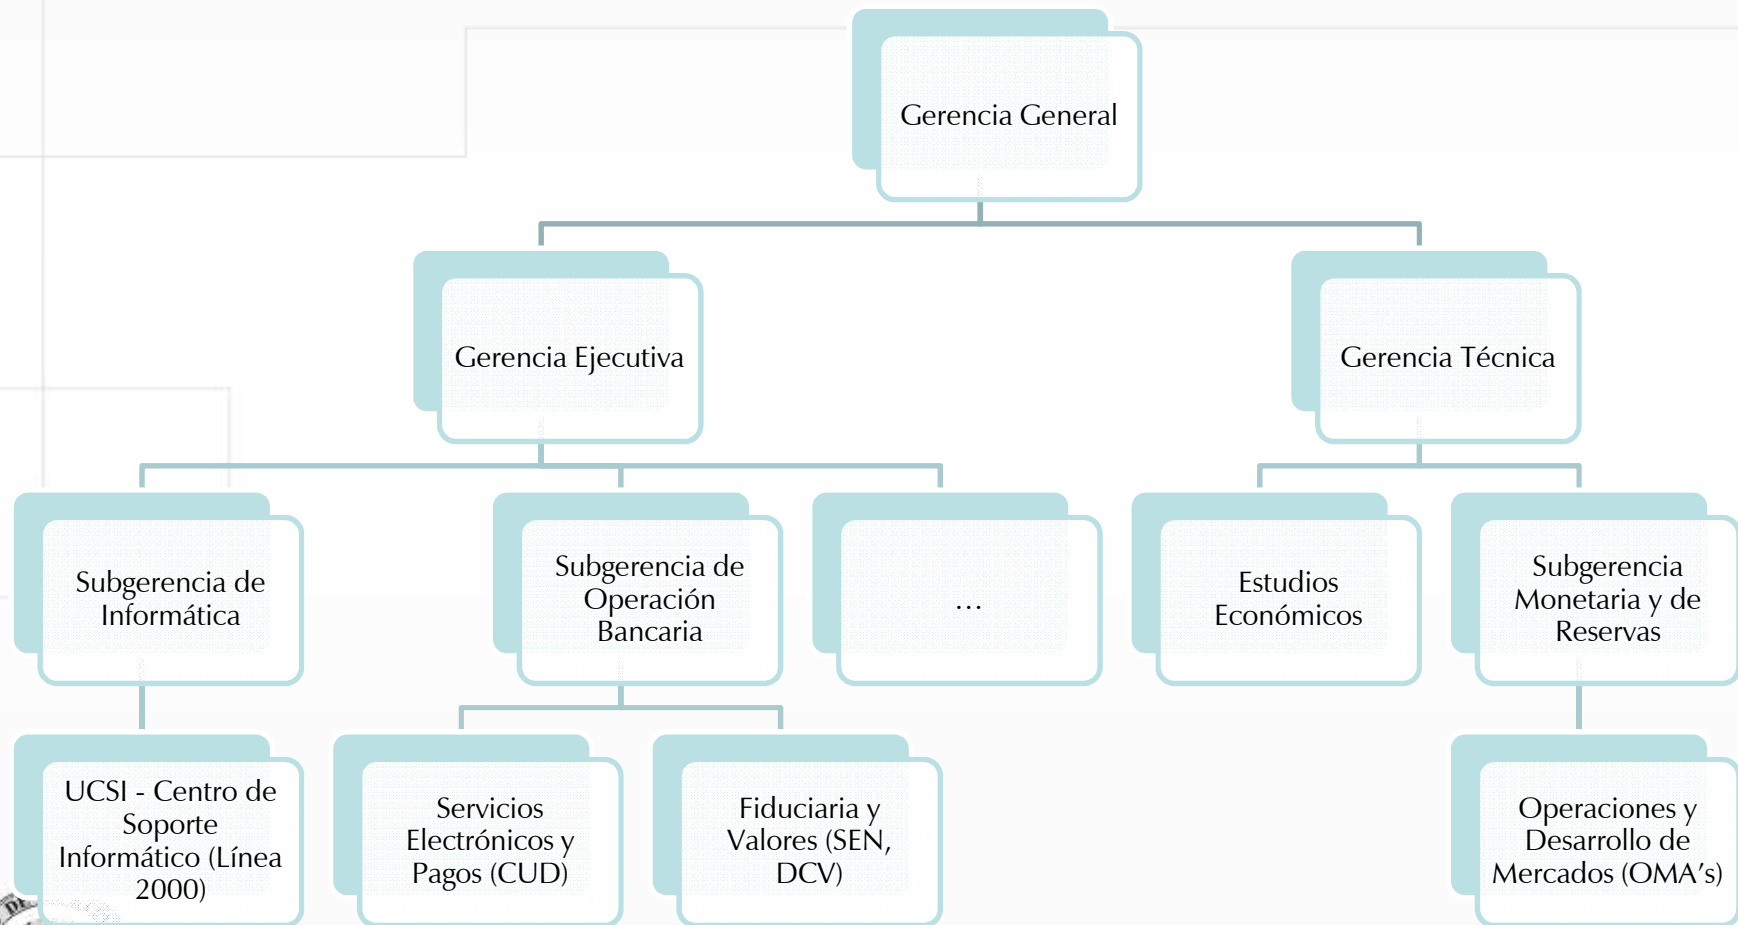 Gerencia General
Gerencia Ejecutiva
Gerencia Técnica
Subgerencia de
Informática
Subgerencia de
Operación
Bancaria
...
Estudios
Económicos
Subgerencia
Monetaria y de
Reservas
UCSI - Centro de
Soporte
Informático (Línea
2000)
Servicios
Electrónicos y
Pagos (CUD)
Fiduciaria y
Valores (SEN,
DCV)
Operaciones y
Desarrollo de
Mercados (OMA’s)